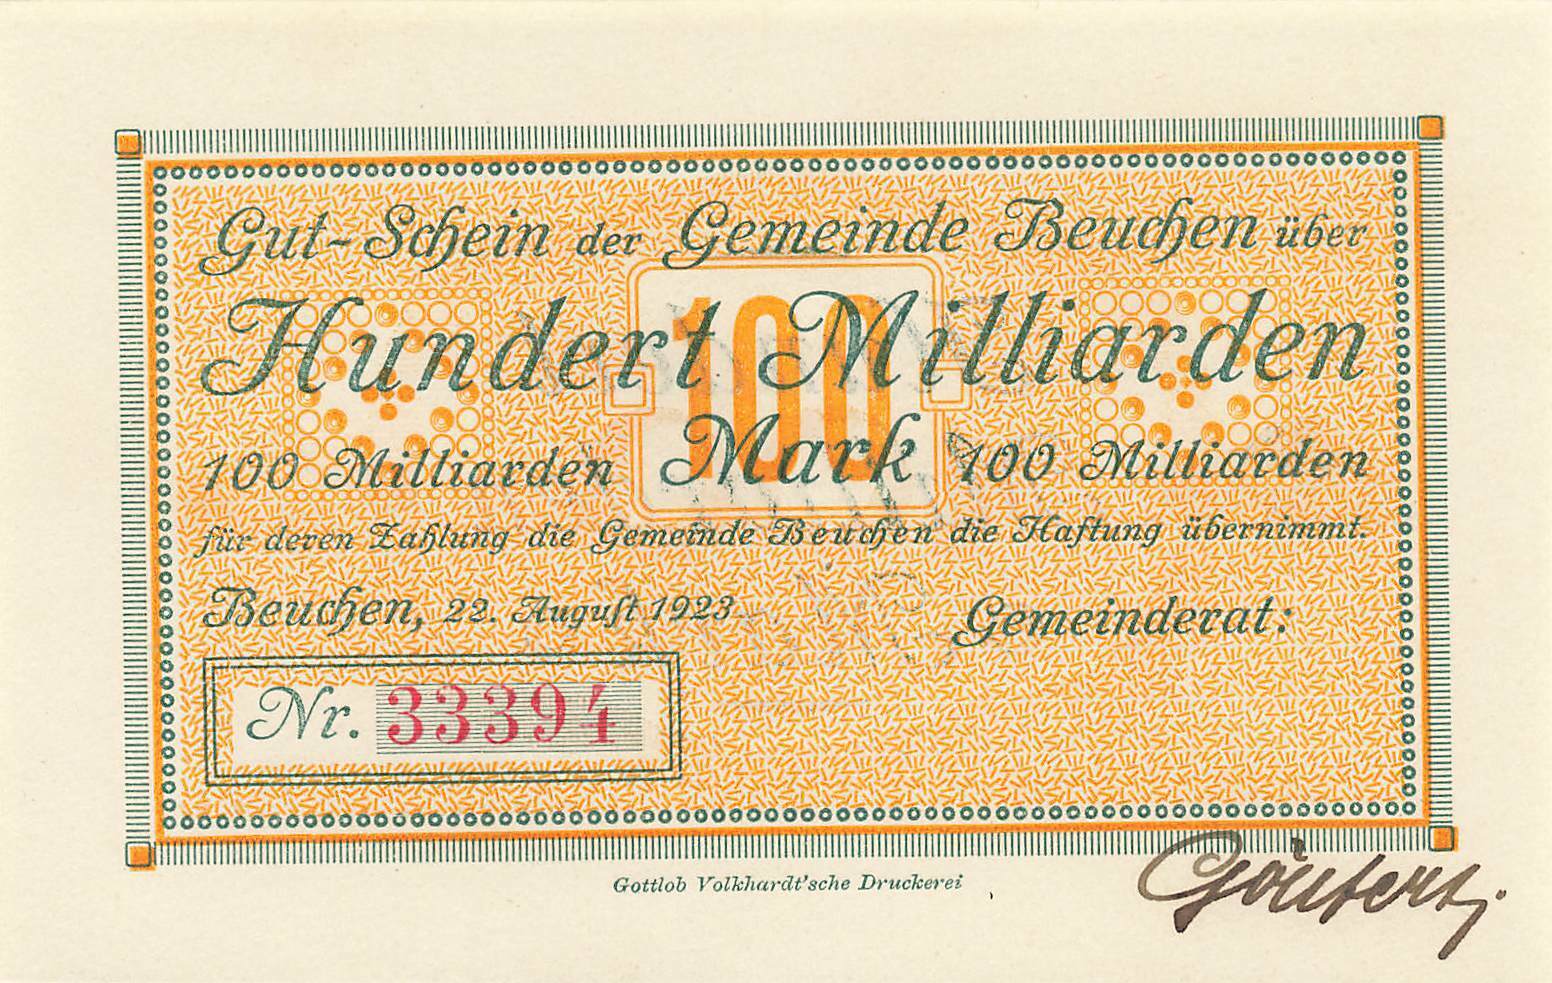 Gut-Schein der Gemeinde Beuchen über
Hundert Milliarden
100
Mark
100 Milliarden
100 Milliarden
für deren Zahlung die Gemeinde Beuchen die Haftung übernimmt.
Beuchen, 22. August 1923
Gemeinderat:
Nr. 33394
Gottlob Volkhardt'sche Druckerei